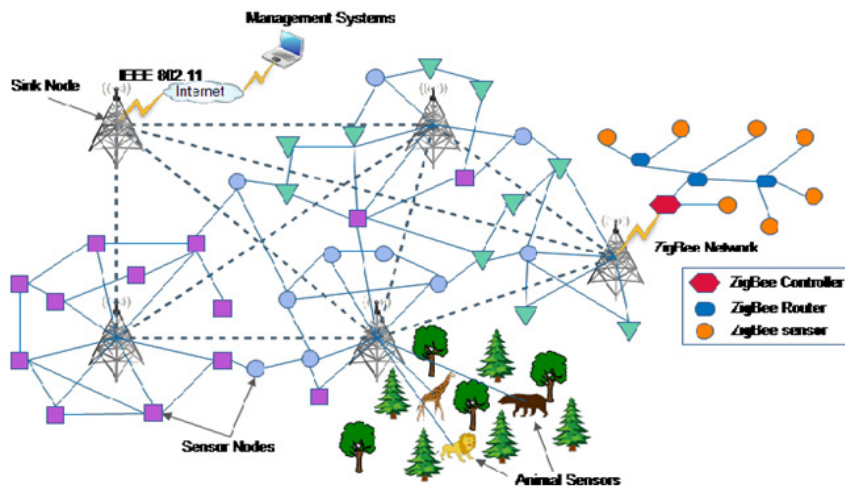 Management Systems
IEEE 802.11
Sink Node
Internet
ZigBee Network
ZigBee Controller
ZigBee Router
ZigBee sensor
Sensor Nodes
Animal Sensors